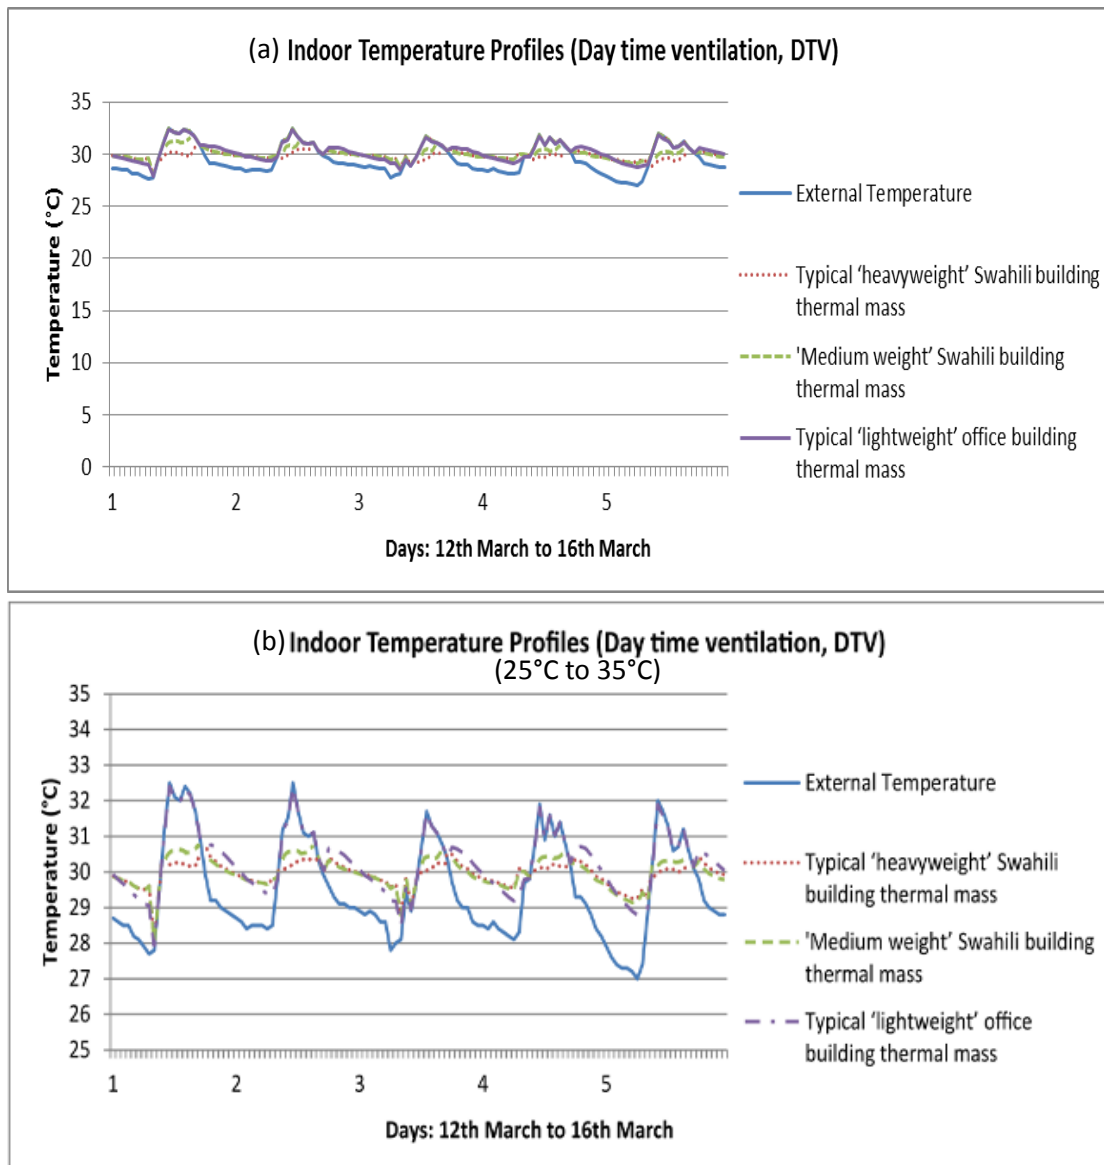 (a) Indoor Temperature Profiles (Day time ventilation, DTV)
35
30
25
20
15
10
5
0
Temperature (°C)
1 2 3 4 5
Days: 12th March to 16th March
External Temperature
Typical ‘heavyweight’ Swahili building
thermal mass
'Medium weight’ Swahili building
thermal mass
Typical ‘lightweight’ office building
thermal mass
(b) Indoor Temperature Profiles (Day time ventilation, DTV)
(25°C to 35°C)
35
34
33
32
31
30
29
28
27
26
25
Temperature (°C)
1 2 3 4 5
Days: 12th March to 16th March
External Temperature
Typical ‘heavyweight’ Swahili
building thermal mass
'Medium weight’ Swahili building
thermal mass
Typical ‘lightweight’ office
building thermal mass